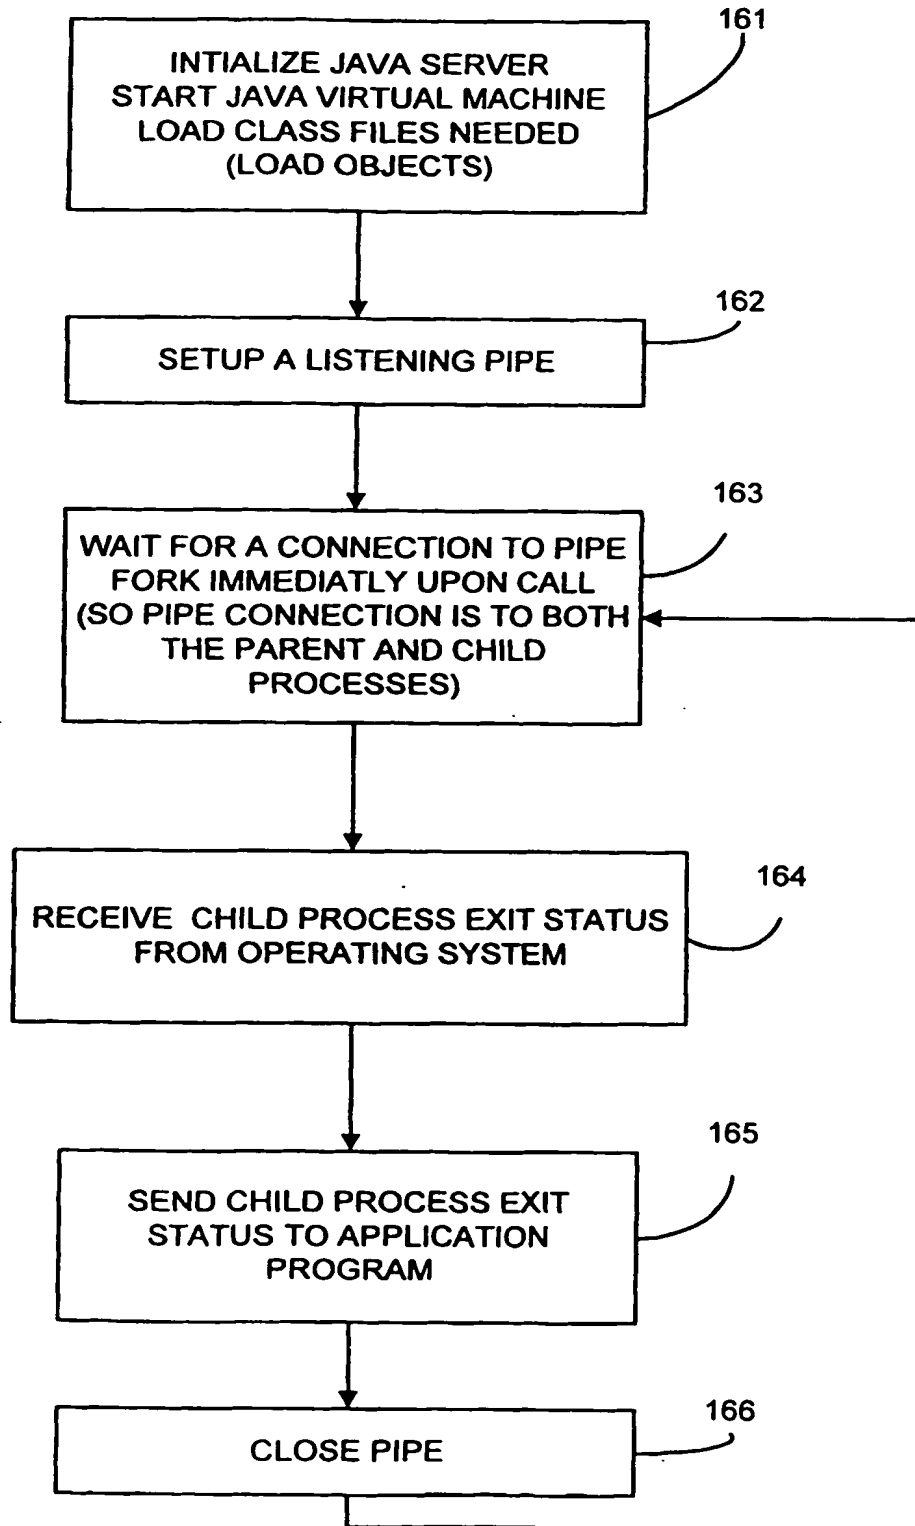 161
INTIALIZE JAVA SERVER
START JAVA VIRTUAL MACHINE
LOAD CLASS FILES NEEDED
(LOAD OBJECTS)
162
SETUP A LISTENING PIPE
163
WAIT FOR A CONNECTION TO PIPE
FORK IMMEDIATLY UPON CALL
(SO PIPE CONNECTION IS TO BOTH
THE PARENT AND CHILD
PROCESSES)
164
RECEIVE CHILD PROCESS EXIT STATUS
FROM OPERATING SYSTEM
165
SEND CHILD PROCESS EXIT
STATUS TO APPLICATION
PROGRAM
166
CLOSE PIPE